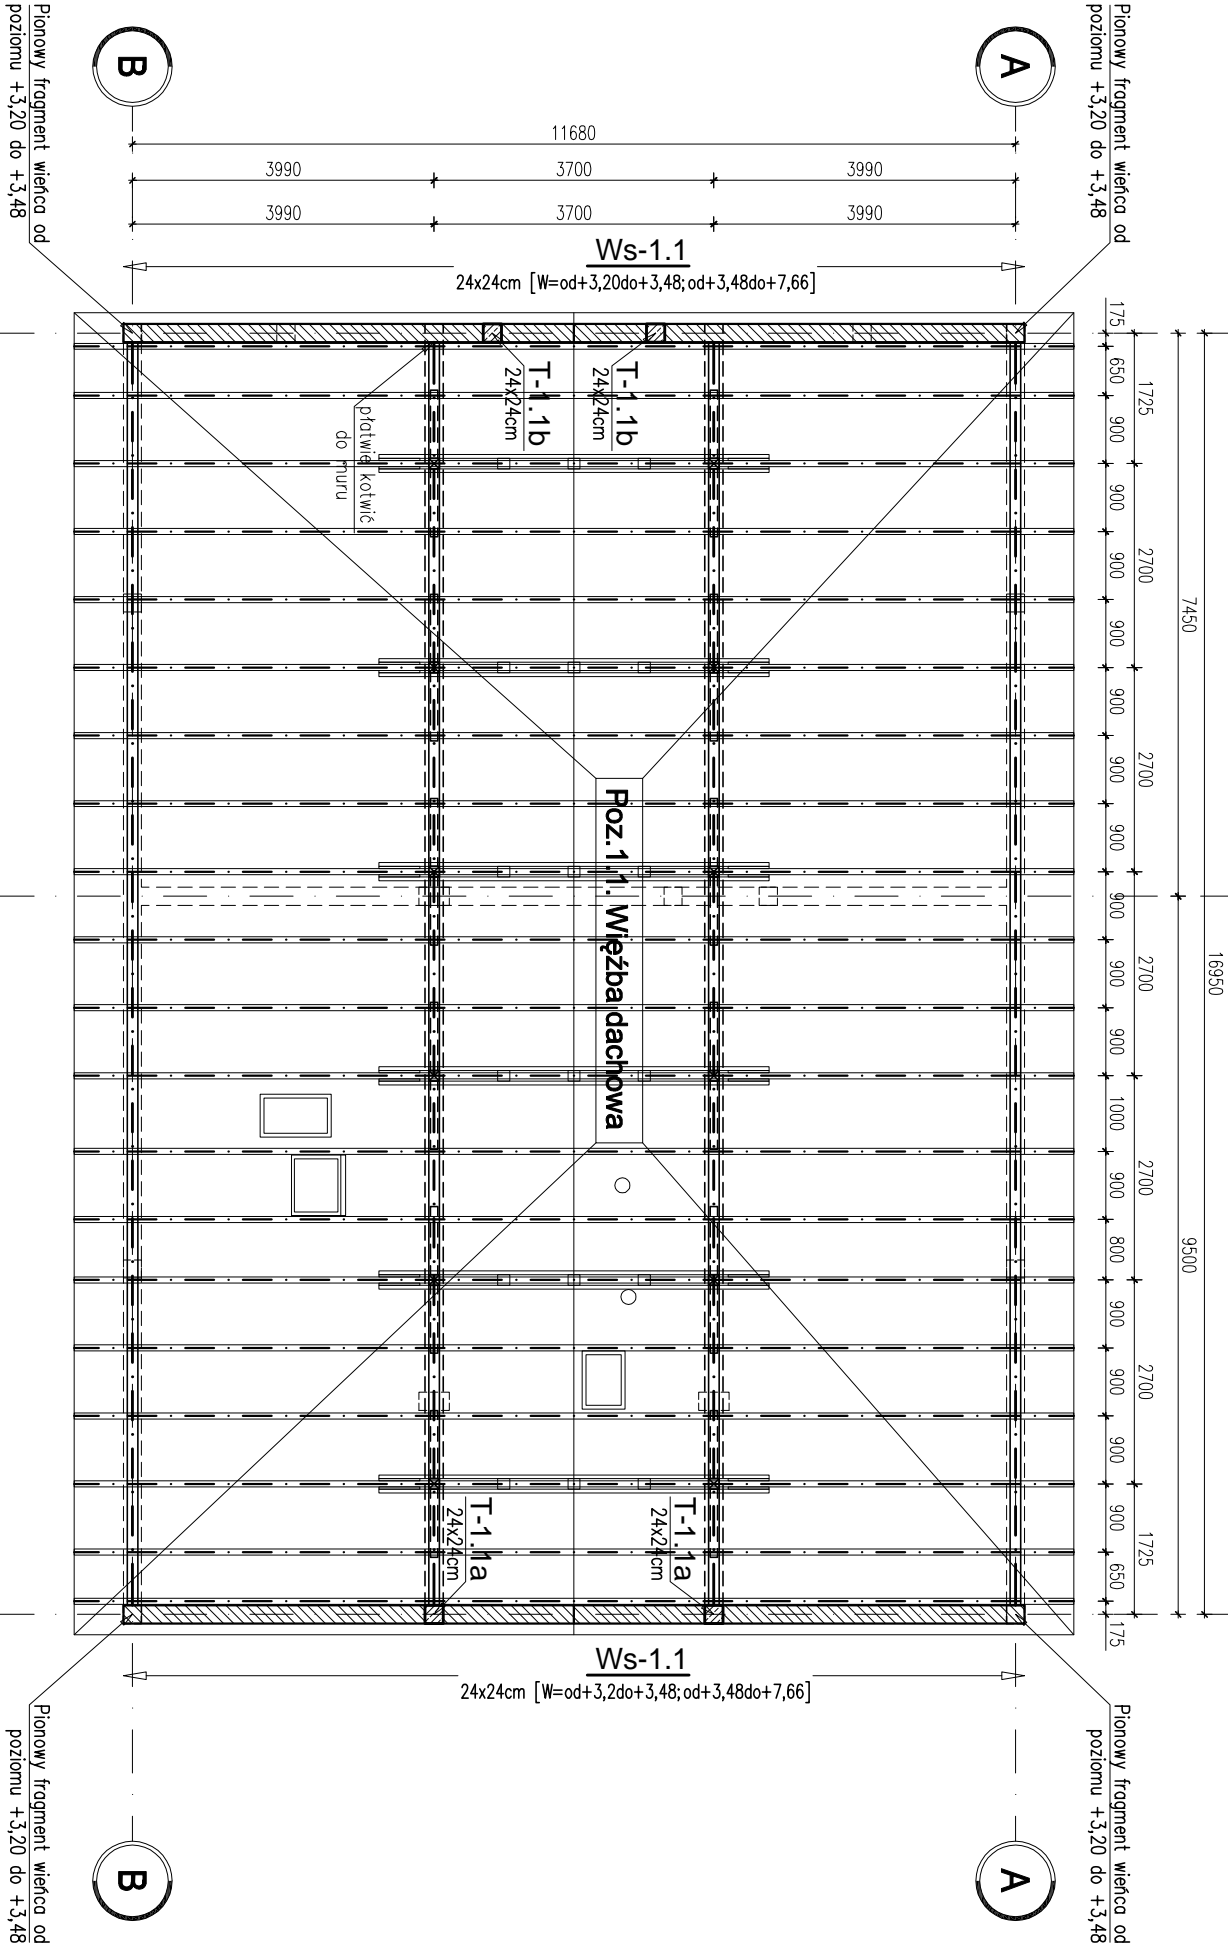 Pionowy fragment wieńca od
poziomu +3,20 do +3,48
B
A
Pionowy fragment wieńca od
poziomu +3,20 do +3,48
11680
3990
3700
3990
3990
3700
3990
Ws-1.1
24x24cm [W=od+3,20do+3,48;od+3,48do+7,66]
T-1.1b
24x24cm
T-1.1b
24x24cm
płatwie kotwić
do muru
Poz.1.1. Więźba dachowa
T-1.1a
24x24cm
T-1.1a
24x24cm
175
650
900
900
900
900
900
900
900
900
900
900
1000
900
800
900
900
900
900
650
175
1725
2700
2700
2700
2700
2700
1725
7450
9500
16950
Ws-1.1
24x24cm [W=od+3,2do+3,48;od+3,48do+7,66]
Pionowy fragment wieńca od
poziomu +3,20 do +3,48
B
A
Pionowy fragment wieńca od
poziomu +3,20 do +3,48